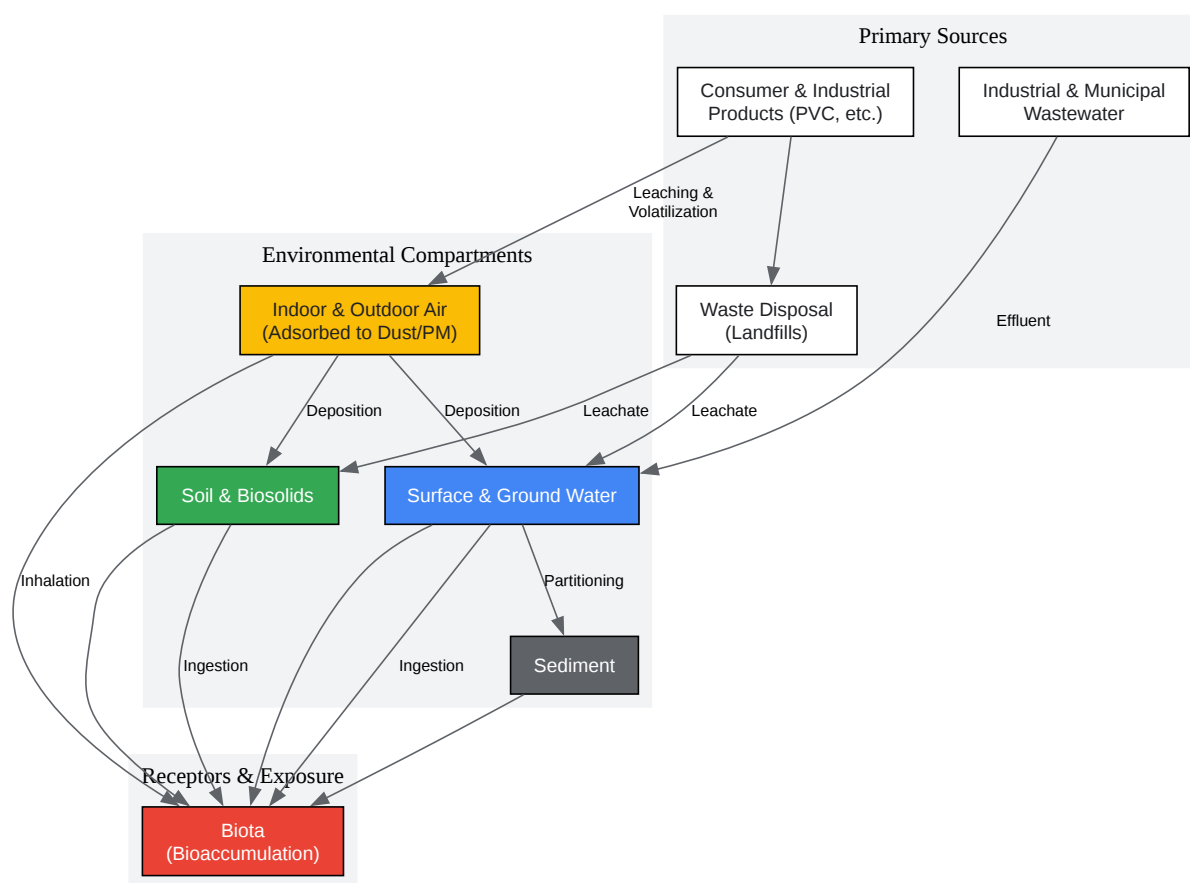 Primary Sources
Consumer & Industrial
Products (PVC, etc.)
Industrial & Municipal
Wastewater
Leaching &
Volatilization
Environmental Compartments
Indoor & Outdoor Air
(Adsorbed to Dust/PM)
Waste Disposal
(Landfills)
Effluent
Deposition
Deposition
Leachate
Leachate
Soil & Biosolids
Surface & Ground Water
Inhalation
Partitioning
Ingestion
Ingestion
Sediment
Receptors & Exposure
Biota
(Bioaccumulation)